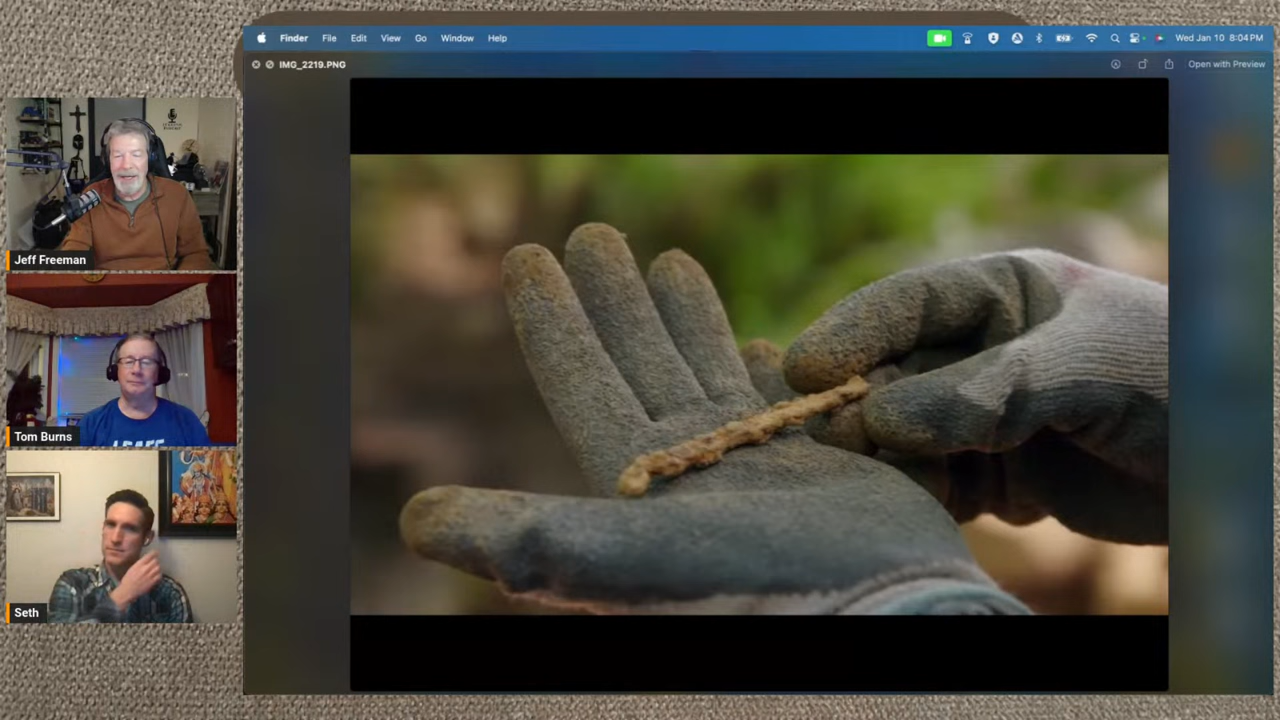 Finder File Edit View Go Window Help
Wed Jan 10 8:04 PM
IMG_2219.PNG
Open with Preview
Jeff Freeman
Tom Burns
Seth